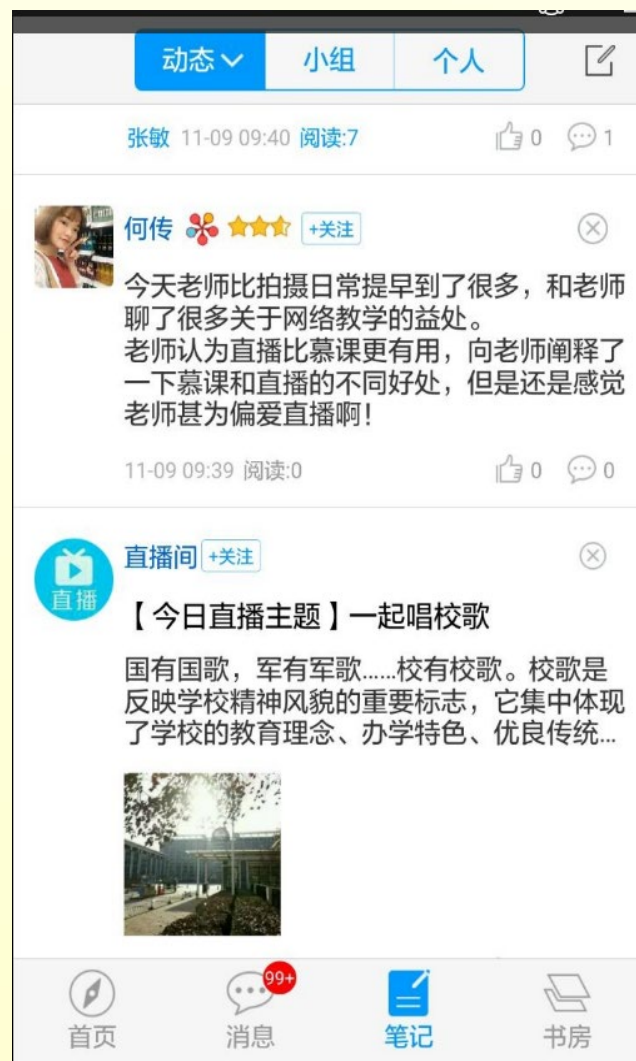 动态 小组 个人
张敏 11-09 09:40 阅读:7 0 1
何传 +关注
今天老师比拍摄日常提早到了很多，和老师
聊了很多关于网络教学的益处。
老师认为直播比慕课更有用，向老师阐释了
一下慕课和直播的不同好处，但是还是感觉
老师甚为偏爱直播啊！
11-09 09:39 阅读:0 0 0
直播
直播间 +关注
【今日直播主题】一起唱校歌
国有国歌，军有军歌……校有校歌。校歌是
反映学校精神风貌的重要标志，它集中体现
了学校的教育理念、办学特色、优良传统...
99+
首页 消息 笔记 书房